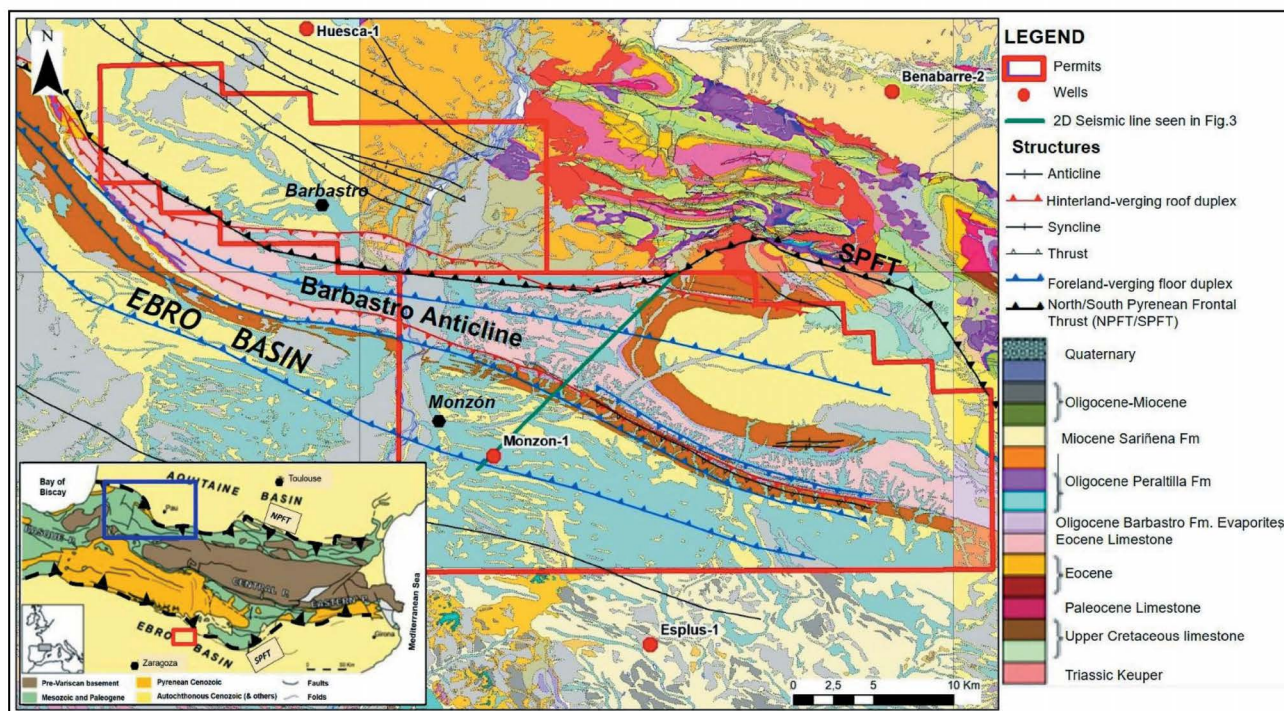 N
Huesca-1
Benabarre-2
Barbastro
SPFT
Barbastro Anticline
EBRO BASIN
Monzón
Monzon-1
Esplus-1
0 2,5 5 10 Km
Bay of
Biscay
AQUITAINE BASIN
Toulouse
Pau
NPFT
BASQUE P.
CENTRAL P.
EASTERN P.
Mediterranean Sea
Girona
EBRO BASIN
SPFT
Zaragoza
0 50 Km
Pre-Variscan basement
Pyrenean Cenozoic
Faults
Mesozoic and Paleogene
Autochthonous Cenozoic (& others)
Folds
LEGEND
Permits
Wells
2D Seismic line seen in Fig.3
Structures
Anticline
Hinterland-verging roof duplex
Syncline
Thrust
Foreland-verging floor duplex
North/South Pyrenean Frontal
Thrust (NPFT/SPFT)
Quaternary
Oligocene-Miocene
Miocene Sariñena Fm
Oligocene Peraltilla Fm
Oligocene Barbastro Fm. Evaporites
Eocene Limestone
Eocene
Paleocene Limestone
Upper Cretaceous limestone
Triassic Keuper